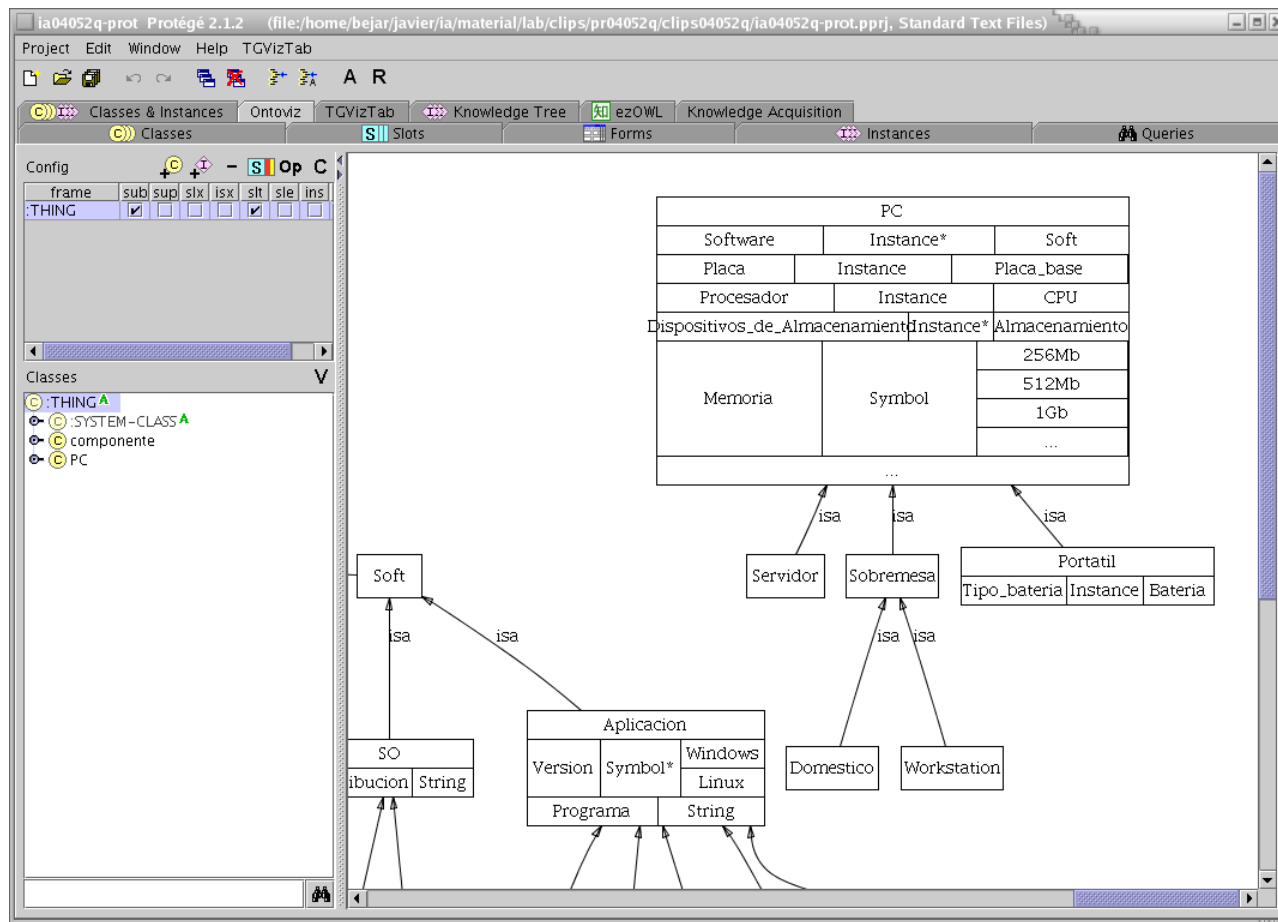 ia04052q-prot Protégé 2.1.2 (file:/home/bejar/javier/ia/material/lab/clips/pr04052q/clips04052q/ia04052q-prot.pprj, Standard Text Files)
Project Edit Window Help TGVizTab
A R
C I Classes & Instances Ontoviz TGVizTab I Knowledge Tree 知 ezOWL Knowledge Acquisition
C Classes S Slots Forms I Instances Queries
Config C I - S Op C
frame sub sup slx isx slt sle ins
:THING
Classes V
C :THING A
C :SYSTEM-CLASS A
C componente
C PC
PC
Software Instance* Soft
Placa Instance Placa_base
Procesador Instance CPU
Dispositivos_de_Almacenamiento Instance* Almacenamiento
Memoria Symbol 256Mb
512Mb
1Gb
...
...
isa isa isa
Soft Servidor Sobremesa Portatil
Tipo_bateria Instance Bateria
isa isa isa isa
Aplicacion
SO Version Symbol* Windows
Linux
ibucion String
Programa String
Domestico Workstation